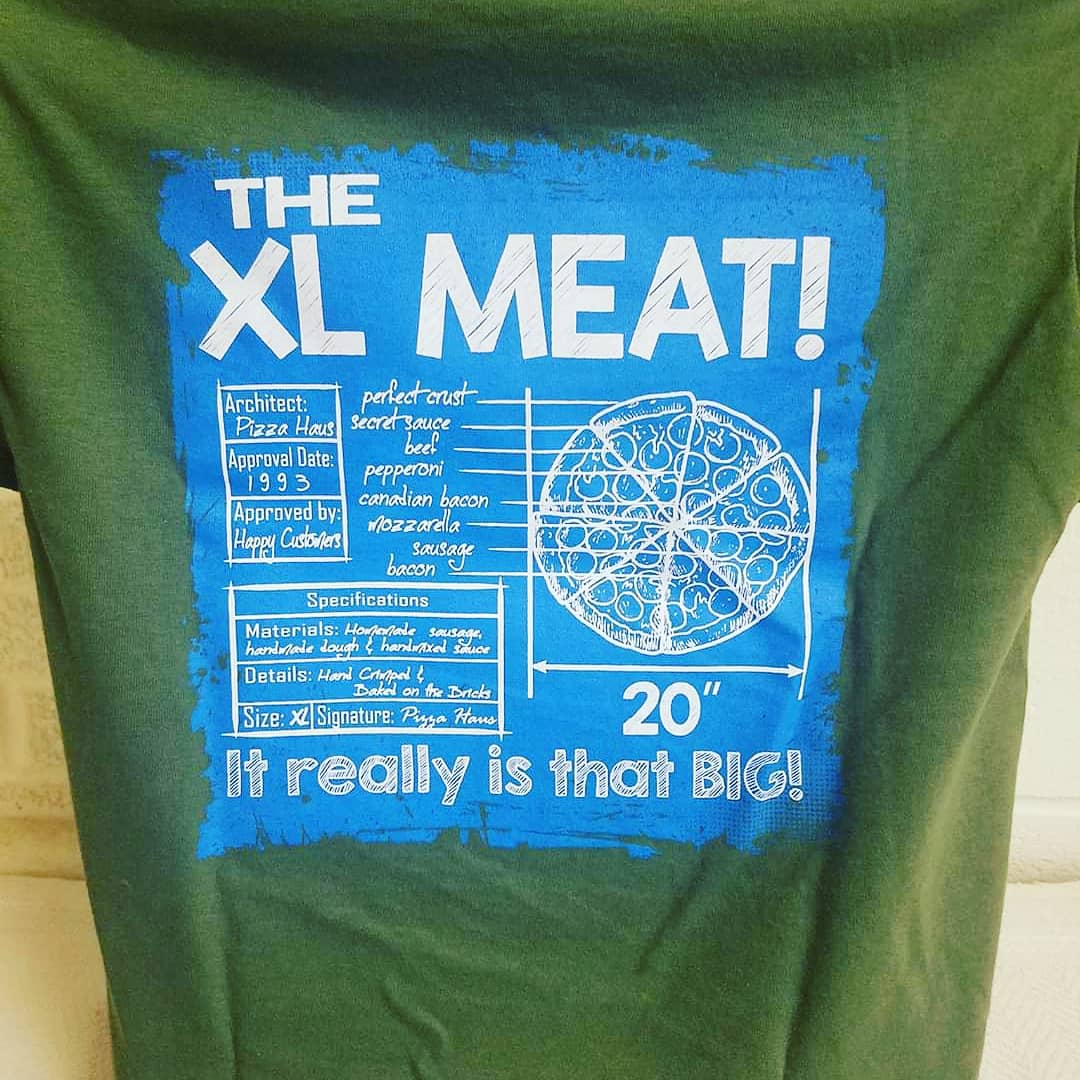 THE
XL MEAT!
Architect:
Pizza Haus
Approval Date:
1993
Approved by:
Happy Customers
perfect crust
secret sauce
beef
pepperoni
canadian bacon
mozzarella
sausage
bacon
Specifications
Materials: Homemade sausage,
handmade dough & handmixed sauce
Details: Hand Crimped &
Baked on the Bricks
Size: XL Signature: Pizza Haus
20"
It really is that BIG!